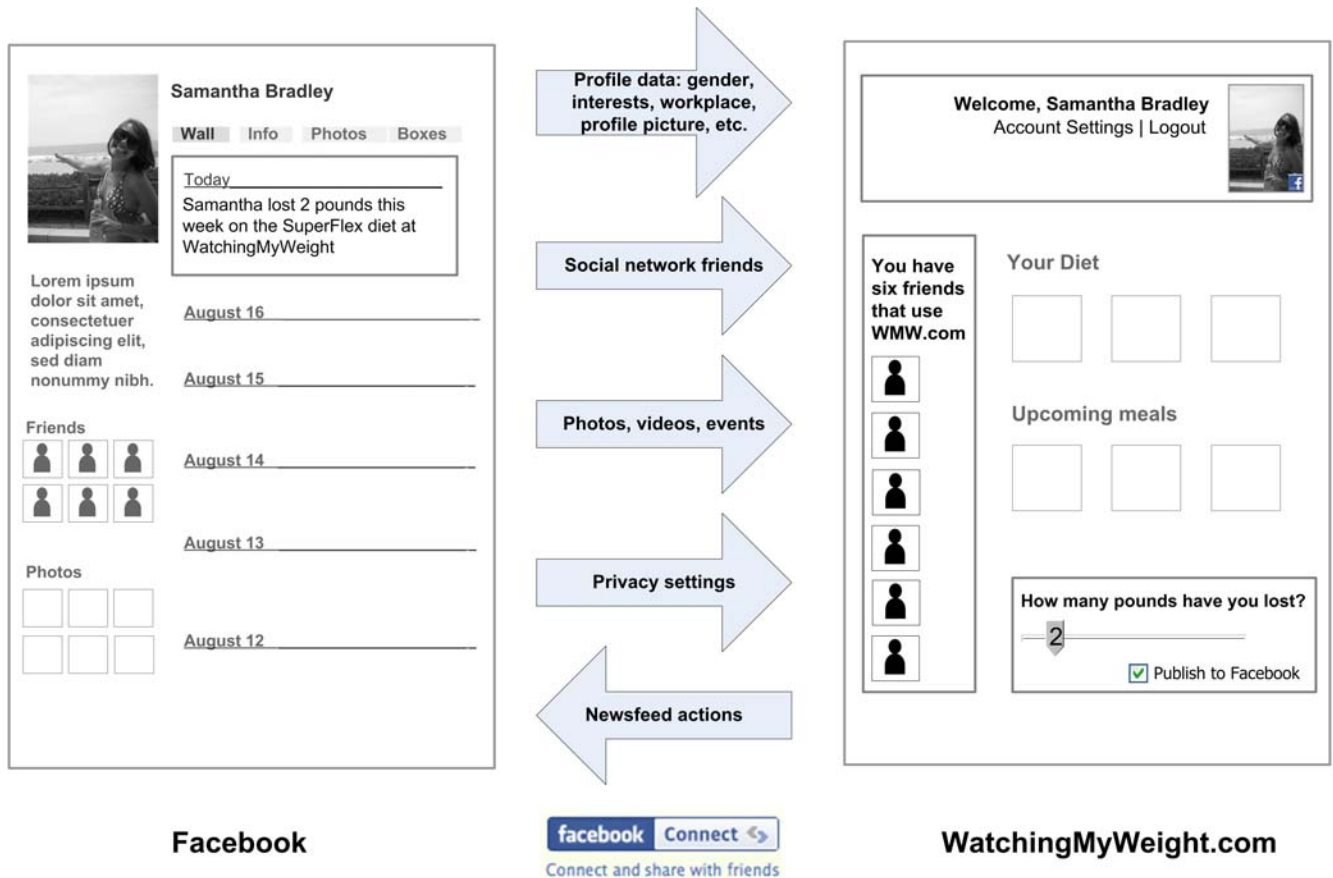 Samantha Bradley
Wall Info Photos Boxes
Today
Samantha lost 2 pounds this
week on the SuperFlex diet at
WatchingMyWeight
Lorem ipsum
dolor sit amet,
consectetuer
adipiscing elit,
sed diam
nonummy nibh.
August 16
August 15
Friends
August 14
August 13
Photos
August 12
Facebook
Profile data: gender,
interests, workplace,
profile picture, etc.
Social network friends
Photos, videos, events
Privacy settings
Newsfeed actions
facebook Connect
Connect and share with friends
Welcome, Samantha Bradley
Account Settings | Logout
f
You have
six friends
that use
WMW.com
Your Diet
Upcoming meals
How many pounds have you lost?
2
Publish to Facebook
WatchingMyWeight.com